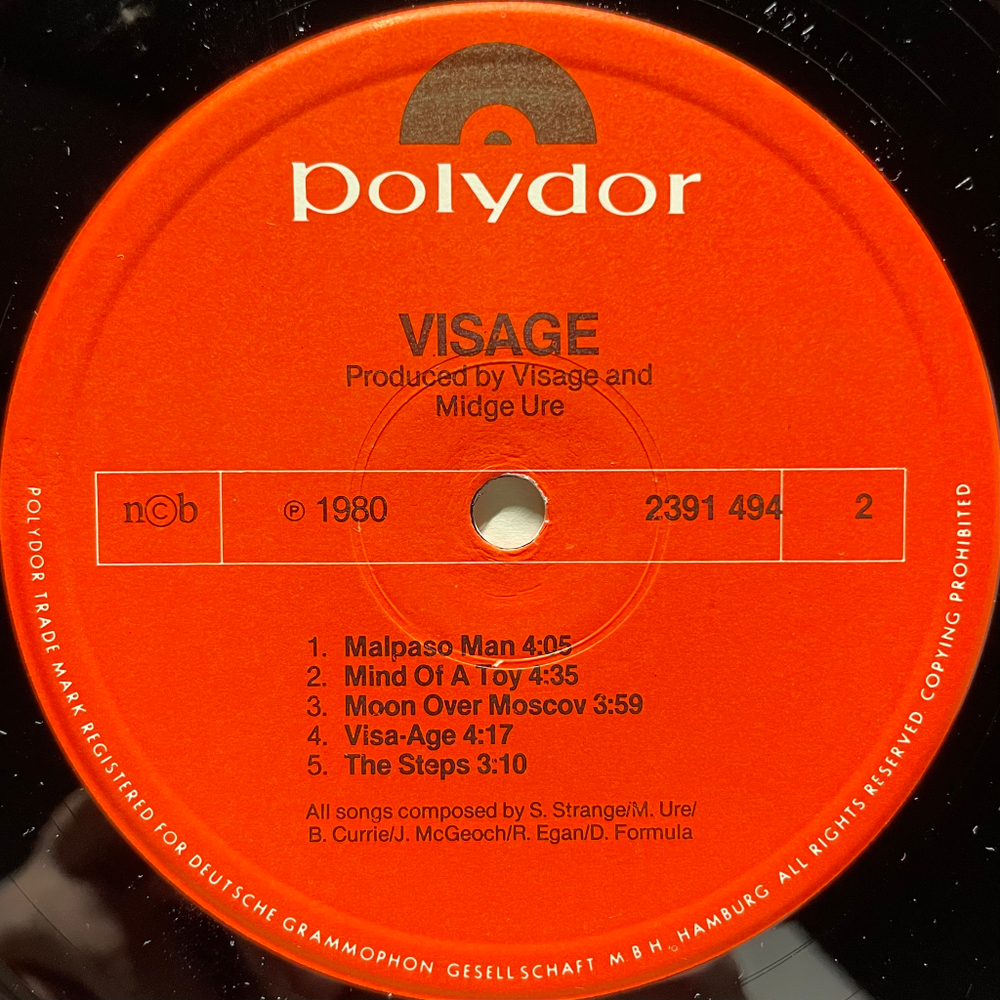 polydor
VISAGE
Produced by Visage and
Midge Ure
n©b
℗ 1980
2391 494
2
1. Malpaso Man 4:05
2. Mind Of A Toy 4:35
3. Moon Over Moscov 3:59
4. Visa-Age 4:17
5. The Steps 3:10
All songs composed by S. Strange/M. Ure/
B. Currie/J. McGeoch/R. Egan/D. Formula
POLYDOR TRADE MARK REGISTERED FOR DEUTSCHE GRAMMOPHON GESELLSCHAFT M B H, HAMBURG ALL RIGHTS RESERVED COPYING PROHIBITED